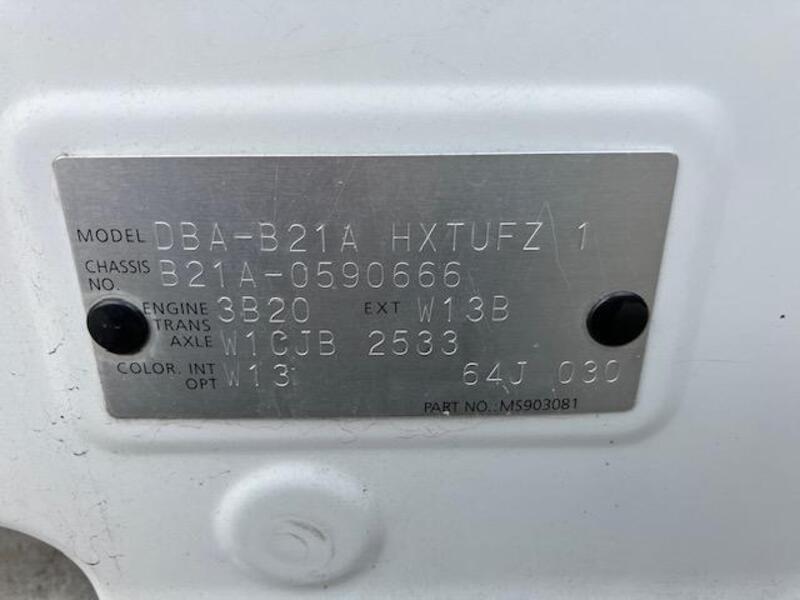 MODEL DBA-B21A HXTUFZ 1
CHASSIS NO. B21A-0590666
ENGINE 3B20 EXT W13B
TRANS AXLE W1CJB 2533
COLOR. INT OPT W13 64J 030
PART NO.: MS903081